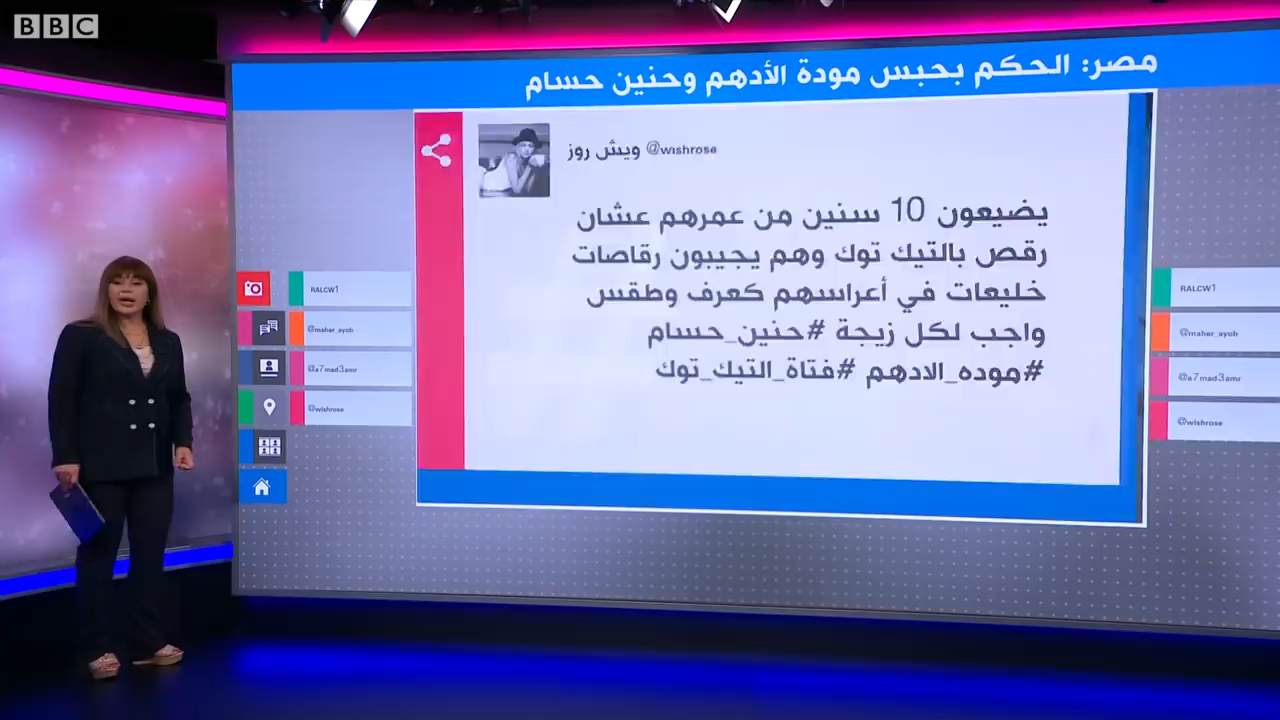 BBC
مصر: الحكم بحبس مودة الأدهم وحنين حسام
ويش روز @wishrose
يضيعون 10 سنين من عمرهم عشان
رقص بالتيك توك وهم يجيبون رقاصات
خليعات في أعراسهم كعرف وطقس
واجب لكل زيجة #حنين_حسام
#موده_الادهم #فتاة_التيك_توك
RALCW1
@maher_ayob
@a7mad3amr
@wishrose
RALCW1
@maher_ayob
@a7mad3amr
@wishrose